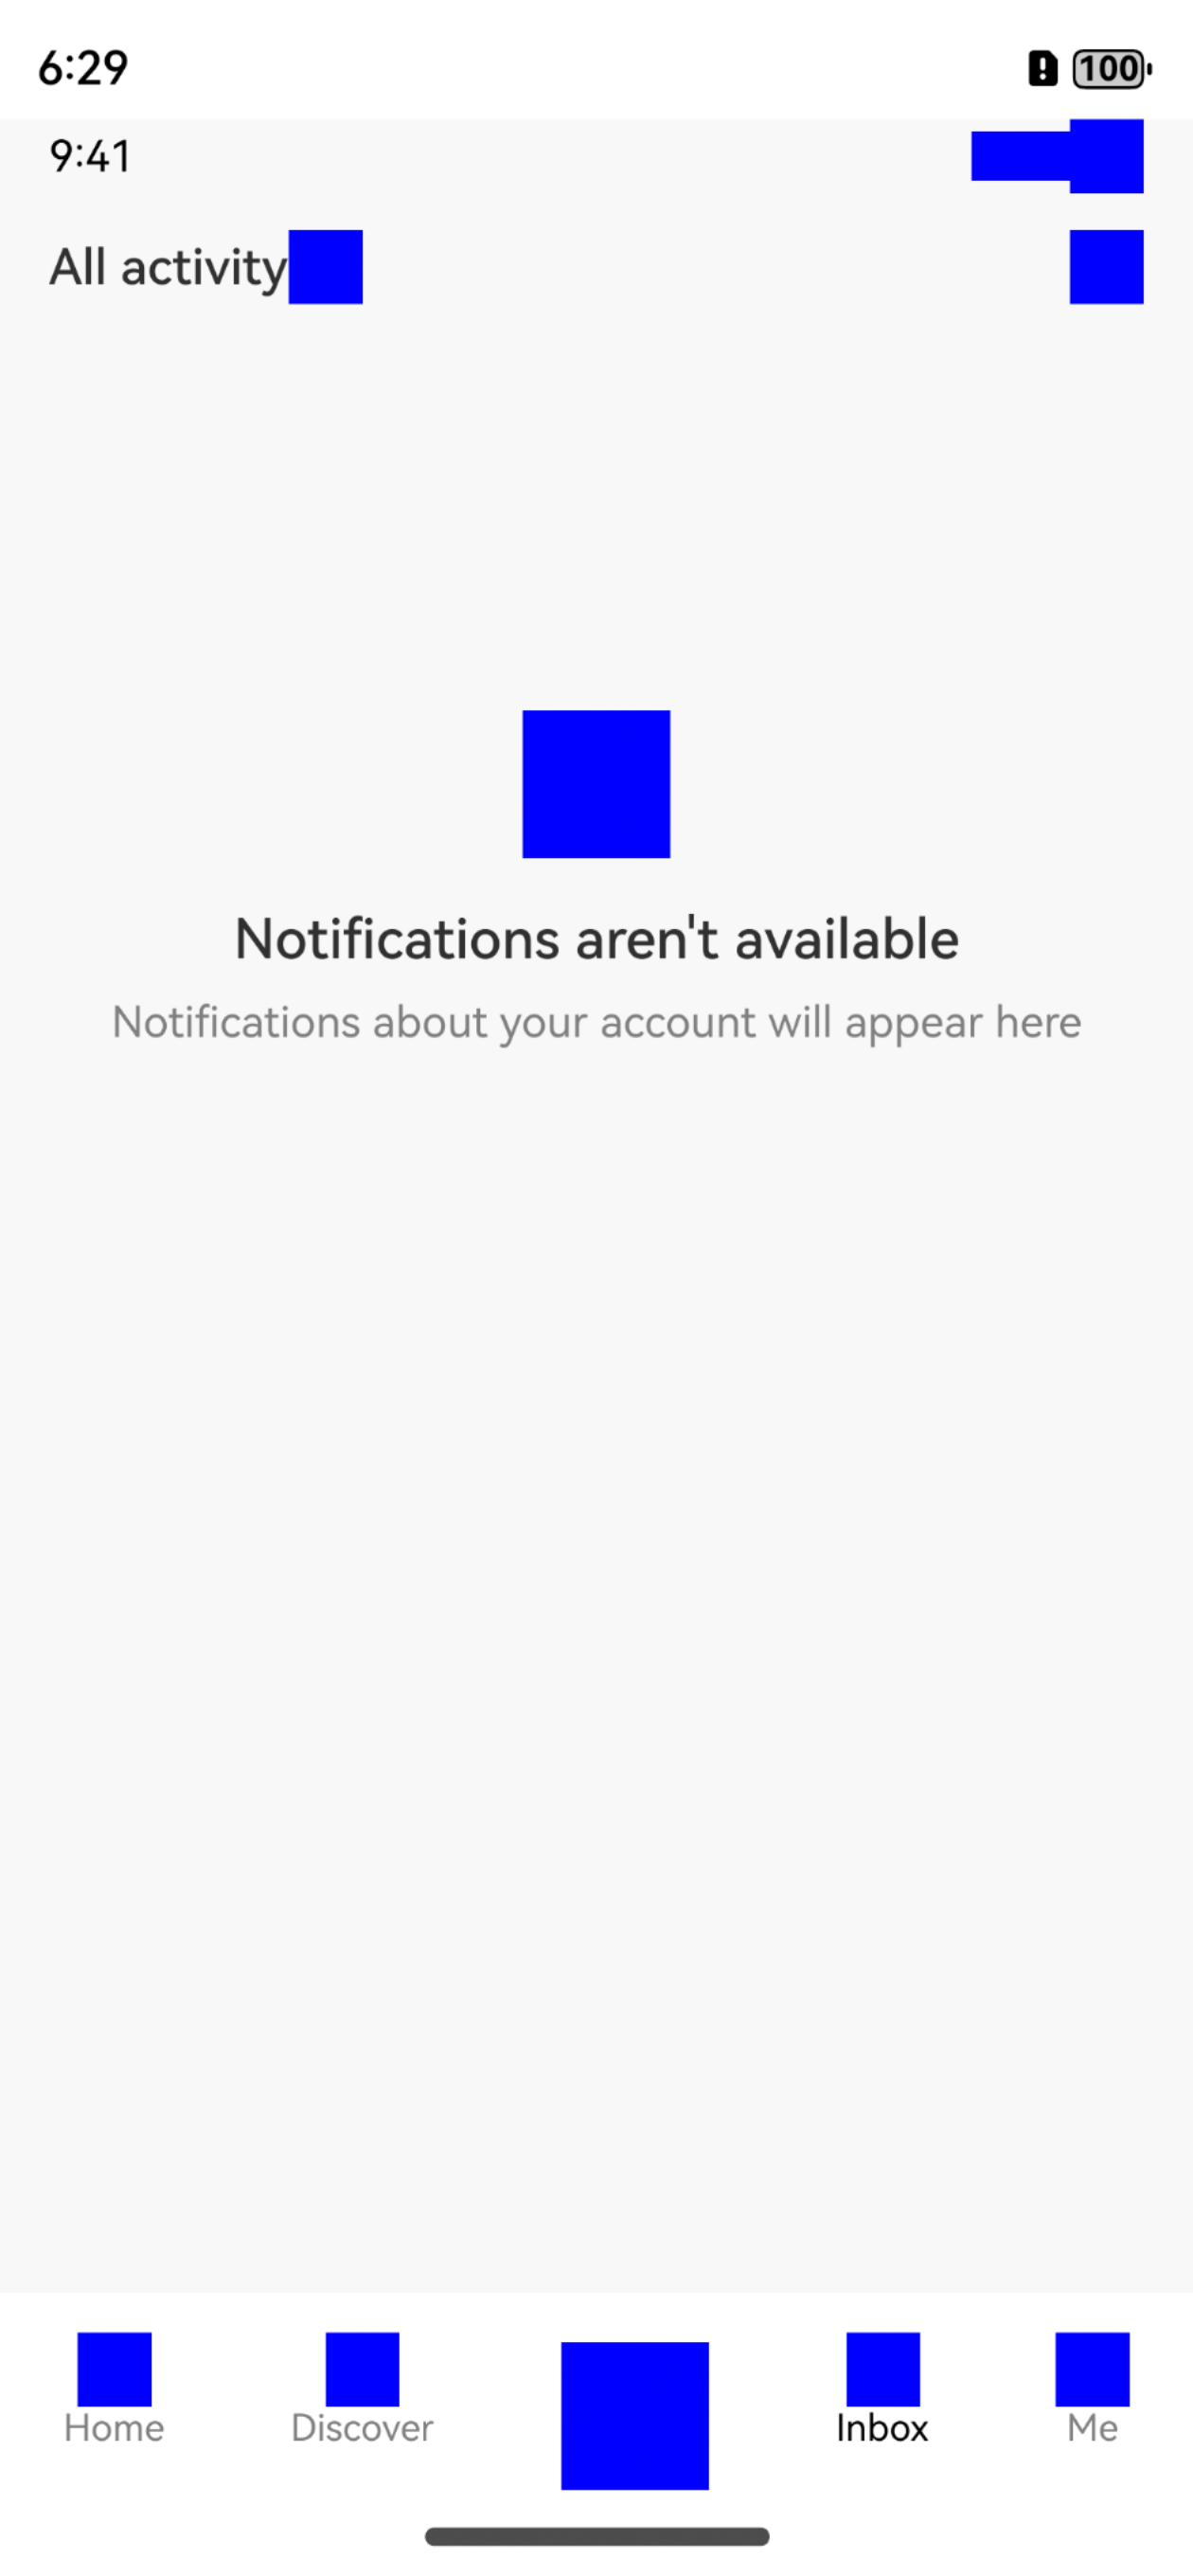 6:29
100
9:41
All activity
Notifications aren't available
Notifications about your account will appear here
Home
Discover
Inbox
Me